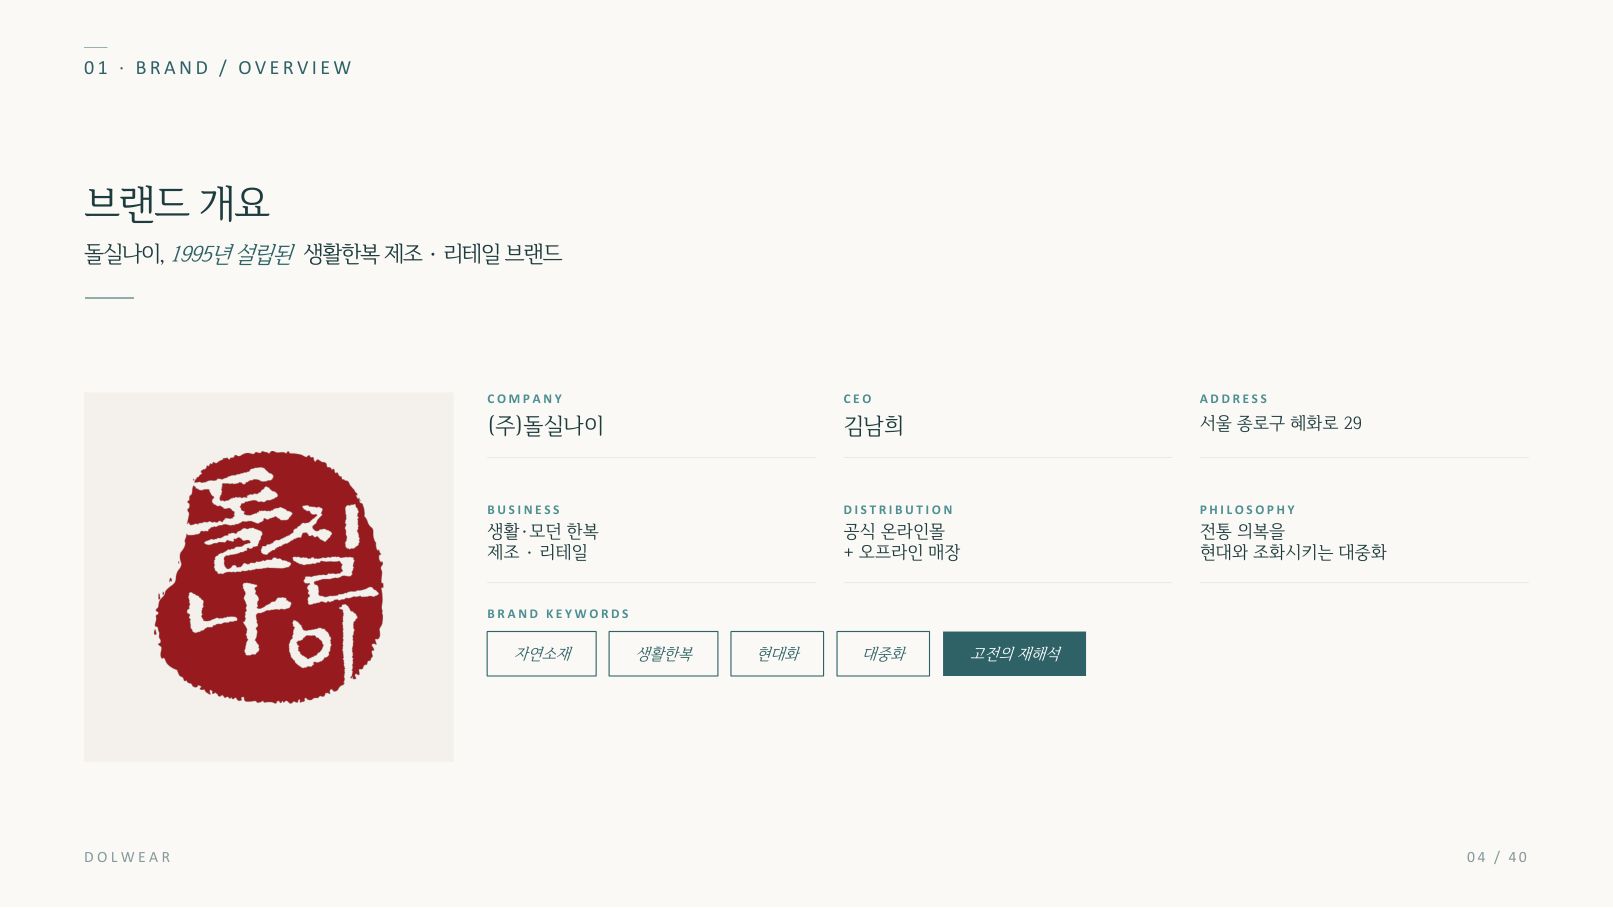 01 · BRAND / OVERVIEW
브랜드 개요
돌실나이, 1995년 설립된 생활한복 제조 · 리테일 브랜드
돌실
나이
COMPANY
(주)돌실나이
CEO
김남희
ADDRESS
서울 종로구 혜화로 29
BUSINESS
생활·모던 한복
제조 · 리테일
DISTRIBUTION
공식 온라인몰
+ 오프라인 매장
PHILOSOPHY
전통 의복을
현대와 조화시키는 대중화
BRAND KEYWORDS
자연소재
생활한복
현대화
대중화
고전의 재해석
DOLWEAR
04 / 40